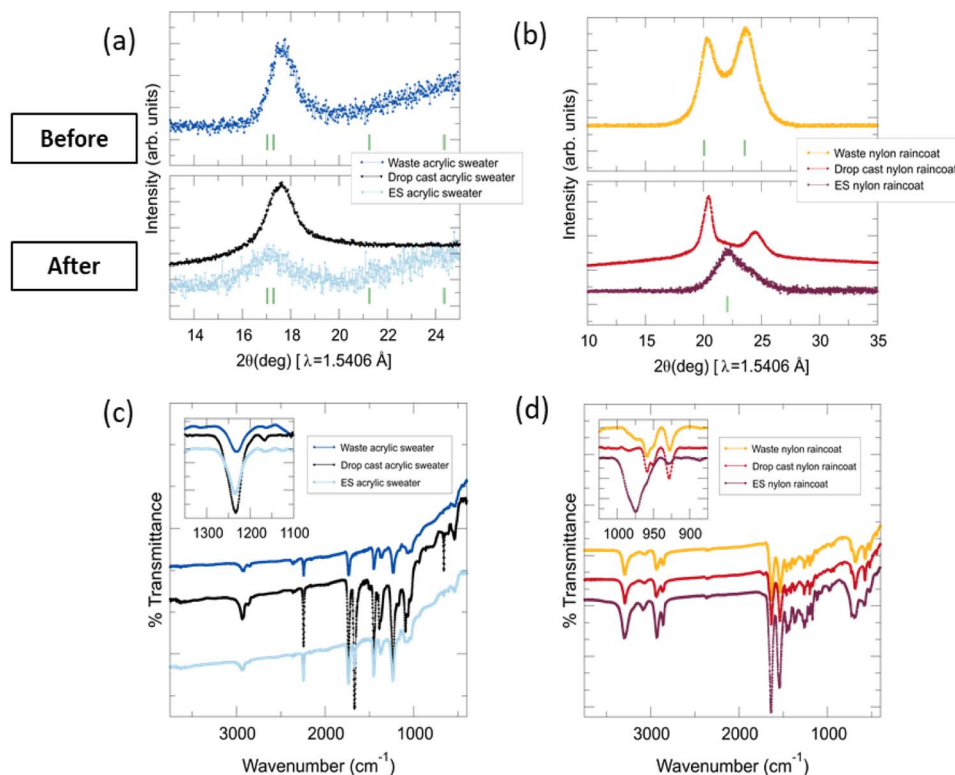 (a)
(b)
Before
After
Intensity (arb. units)
Waste acrylic sweater
Drop cast acrylic sweater
ES acrylic sweater
14 16 18 20 22 24
2θ(deg) [ λ=1.5406 Å]
Intensity (arb. units)
Waste nylon raincoat
Drop cast nylon raincoat
ES nylon raincoat
10 15 20 25 30 35
2θ(deg) [ λ=1.5406 Å]
(c)
(d)
% Transmittance
1300 1200 1100
Waste acrylic sweater
Drop cast acrylic sweater
ES acrylic sweater
3000 2000 1000
Wavenumber (cm⁻¹)
% Transmittance
1000 950 900
Waste nylon raincoat
Drop cast nylon raincoat
ES nylon raincoat
3000 2000 1000
Wavenumber (cm⁻¹)